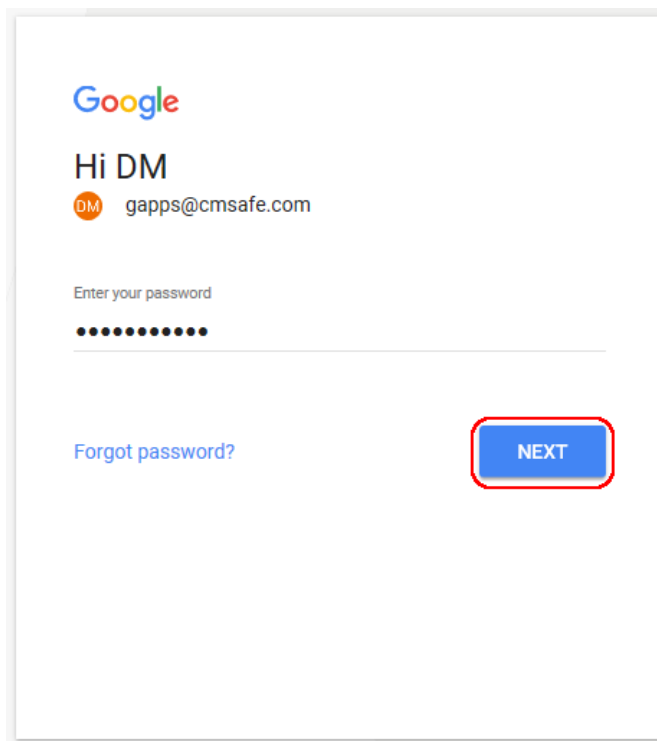 Google
Hi DM
DM gapps@cmsafe.com
Enter your password
•••••••••••
Forgot password? NEXT